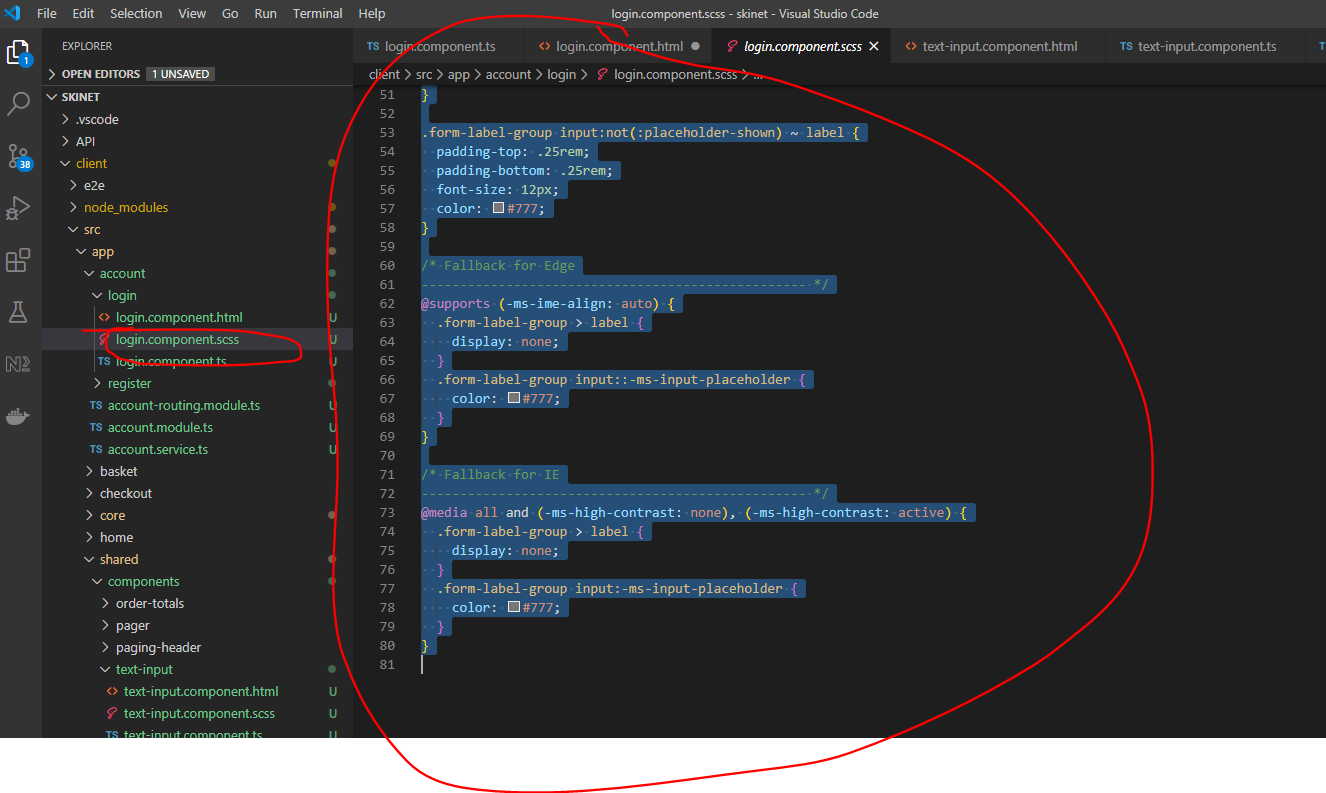 File Edit Selection View Go Run Terminal Help
login.component.scss - skinet - Visual Studio Code
EXPLORER
OPEN EDITORS 1 UNSAVED
SKINET
.vscode
API
client
e2e
node_modules
src
app
account
login
login.component.html U
login.component.scss U
TS login.component.ts U
register
TS account-routing.module.ts U
TS account.module.ts U
TS account.service.ts U
basket
checkout
core
home
shared
components
order-totals
pager
paging-header
text-input
text-input.component.html U
text-input.component.scss U
TS text-input.component.ts U
1
38
TS login.component.ts
login.component.html
login.component.scss
text-input.component.html
TS text-input.component.ts
TS
client > src > app > account > login > login.component.scss > ...
51 }
52
53 .form-label-group input:not(:placeholder-shown) ~ label {
54 padding-top: .25rem;
55 padding-bottom: .25rem;
56 font-size: 12px;
57 color: #777;
58 }
59
60 /* Fallback for Edge
61 -------------------------------------------------- */
62 @supports (-ms-ime-align: auto) {
63 .form-label-group > label {
64 display: none;
65 }
66 .form-label-group input::-ms-input-placeholder {
67 color: #777;
68 }
69 }
70
71 /* Fallback for IE
72 -------------------------------------------------- */
73 @media all and (-ms-high-contrast: none), (-ms-high-contrast: active) {
74 .form-label-group > label {
75 display: none;
76 }
77 .form-label-group input:-ms-input-placeholder {
78 color: #777;
79 }
80 }
81